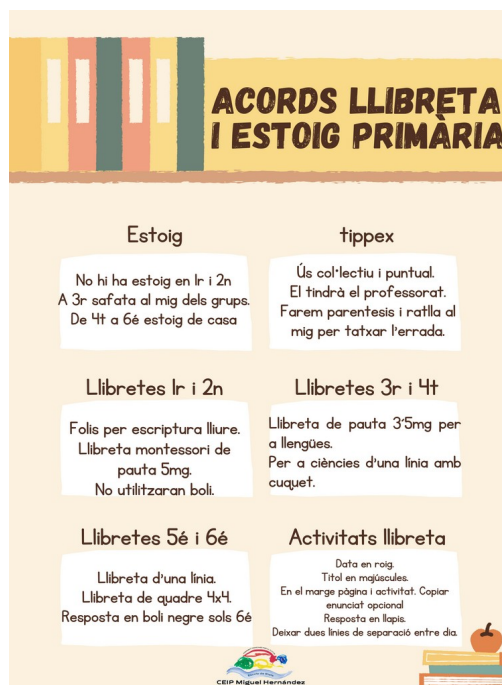 ACORDS LLIBRETA
I ESTOIG PRIMÀRIA
Estoig
No hi ha estoig en 1r i 2n
A 3r safata al mig dels grups.
De 4t a 6é estoig de casa
tippex
Ús col·lectiu i puntual.
El tindrà el professorat.
Farem parentesis i ratlla al
mig per tatxar l'errada.
Llibretes 1r i 2n
Folis per escriptura lliure.
Llibreta montessori de
pauta 5mg.
No utilitzaran boli.
Llibretes 3r i 4t
Llibreta de pauta 3'5mg per
a llengües.
Per a ciències d'una línia amb
cuquet.
Llibretes 5é i 6é
Llibreta d'una línia.
Llibreta de quadre 4x4.
Resposta en boli negre sols 6é
Activitats llibreta
Data en roig.
Titol en majúscules.
En el marge pàgina i activitat. Copiar
enunciat opcional
Resposta en llapis.
Deixar dues línies de separació entre dia.
CEIP Miguel Hernández